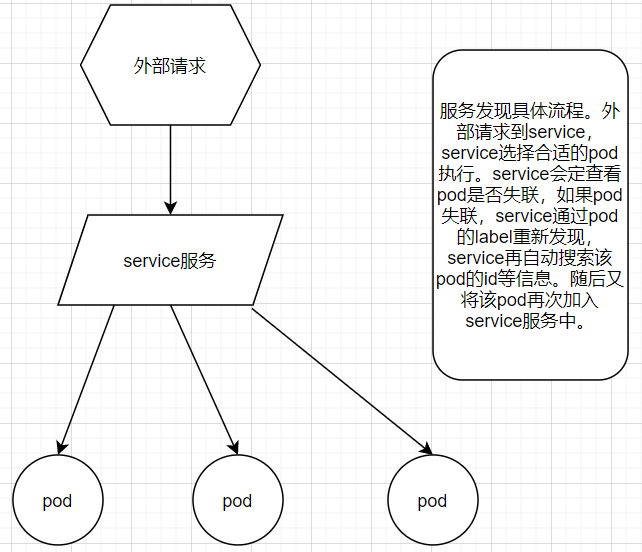 外部请求
服务发现具体流程。外
部请求到service，
service选择合适的pod
执行。service会定查看
pod是否失联，如果pod
失联，service通过pod
的label重新发现，
service再自动搜索该
pod的id等信息。随后又
将该pod再次加入
service服务中。
service服务
pod
pod
pod